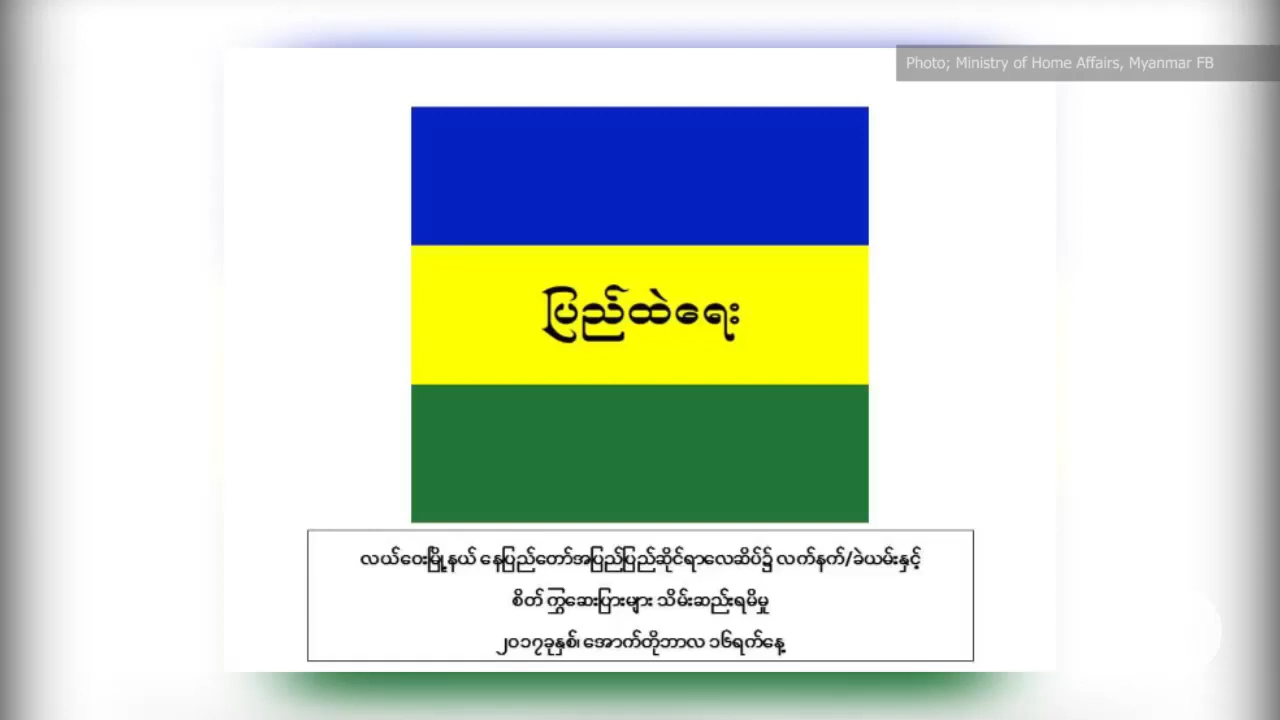 Photo; Ministry of Home Affairs, Myanmar FB
ပြည်ထဲရေး
လယ်ဝေးမြို့နယ် နေပြည်တော်အပြည်ပြည်ဆိုင်ရာလေဆိပ်၌ လက်နက်/ခဲယမ်းနှင့်
စိတ်ကြွဆေးပြားများ သိမ်းဆည်းရမိမှု
၂၀၁၇ခုနှစ်၊ အောက်တိုဘာလ ၁၆ရက်နေ့